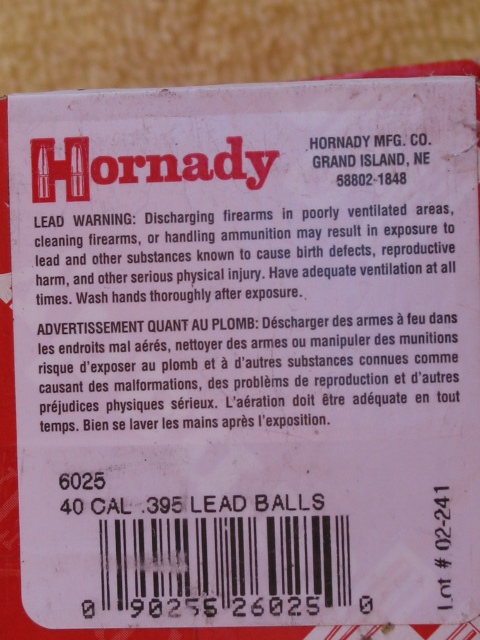 Hornady
HORNADY MFG. CO.
GRAND ISLAND, NE
58802-1848
LEAD WARNING: Discharging firearms in poorly ventilated areas,
cleaning firearms, or handling ammunition may result in exposure to
lead and other substances known to cause birth defects, reproductive
harm, and other serious physical injury. Have adequate ventilation at all
times. Wash hands thoroughly after exposure.
ADVERTISSEMENT QUANT AU PLOMB: Déscharger des armes à feu dans
les endroits mal aérés, nettoyer des armes ou manipuler des munitions
risque d'exposer au plomb et à d'autres substances connues comme
causant des malformations, des problèms de reproduction et d'autres
préjudices physiques sérieux. L'aération doit être adéquate en tout
temps. Bien se laver les mains après l'exposition.
6025
40 CAL .395 LEAD BALLS
0 90255 26025 0
Lot # 02-241